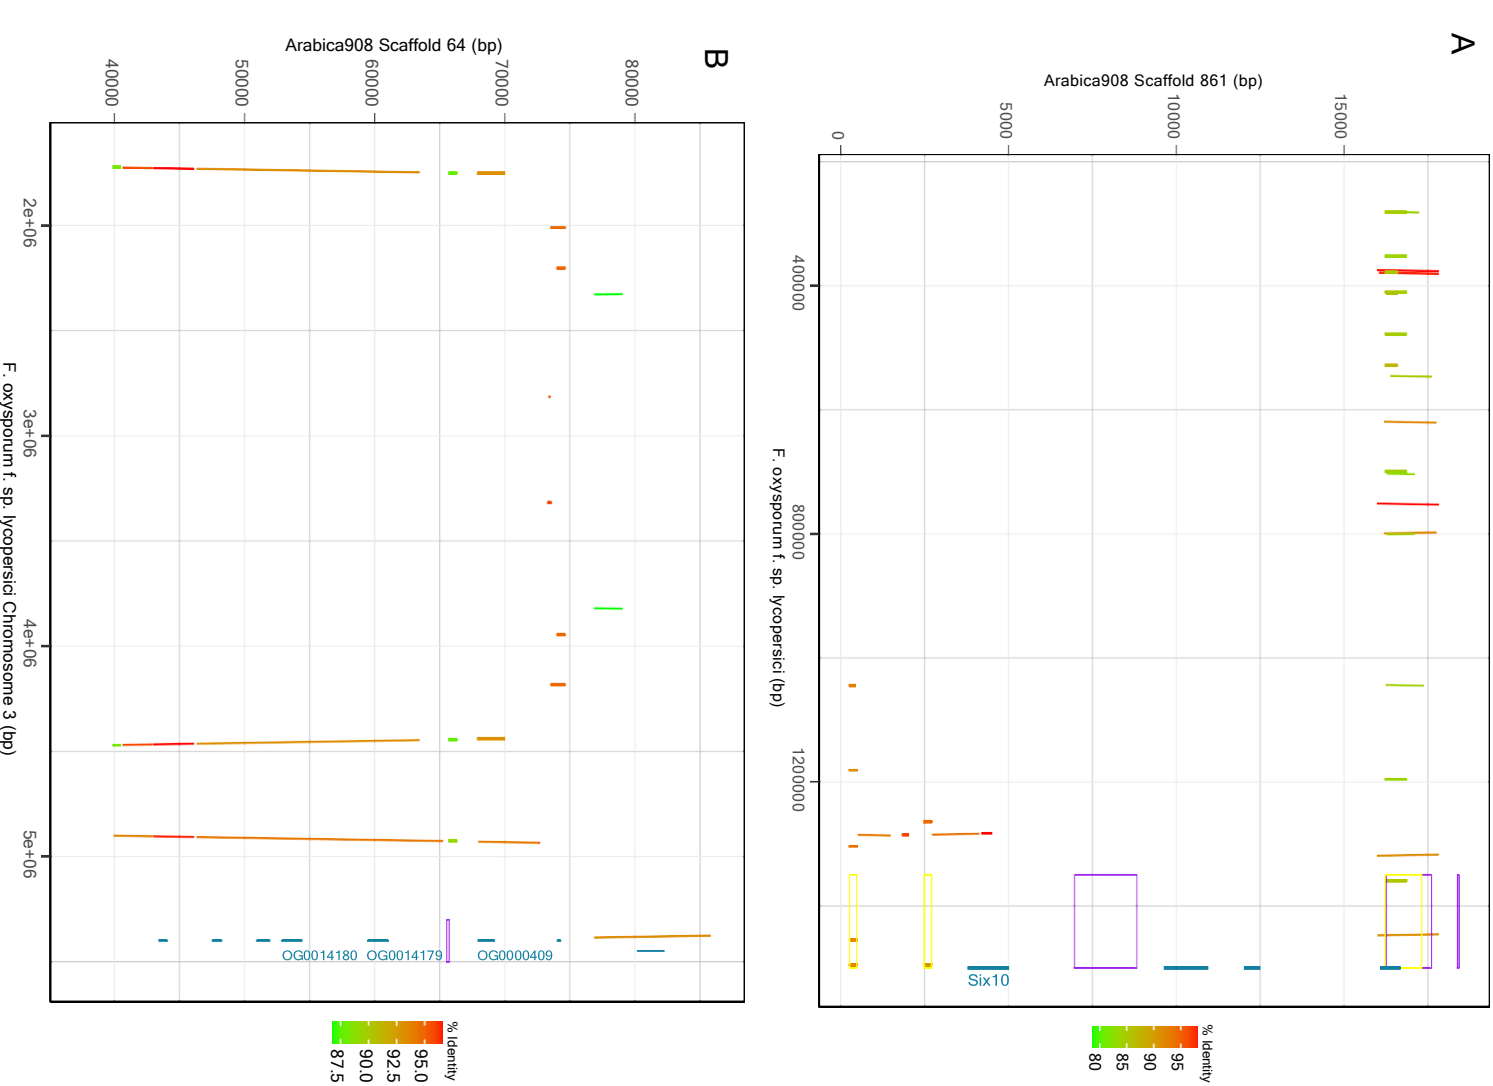 A
Arabica908 Scaffold 861 (bp)
0
5000
10000
15000
400000
800000
1200000
F. oxysporum f. sp. lycopersici (bp)
Six10
% Identity
80
85
90
95
B
Arabica908 Scaffold 64 (bp)
40000
50000
60000
70000
80000
2e+06
3e+06
4e+06
5e+06
F. oxysporum f. sp. lycopersici Chromosome 3 (bp)
OG0014180 OG0014179 OG0000409
% Identity
87.5
90.0
92.5
95.0